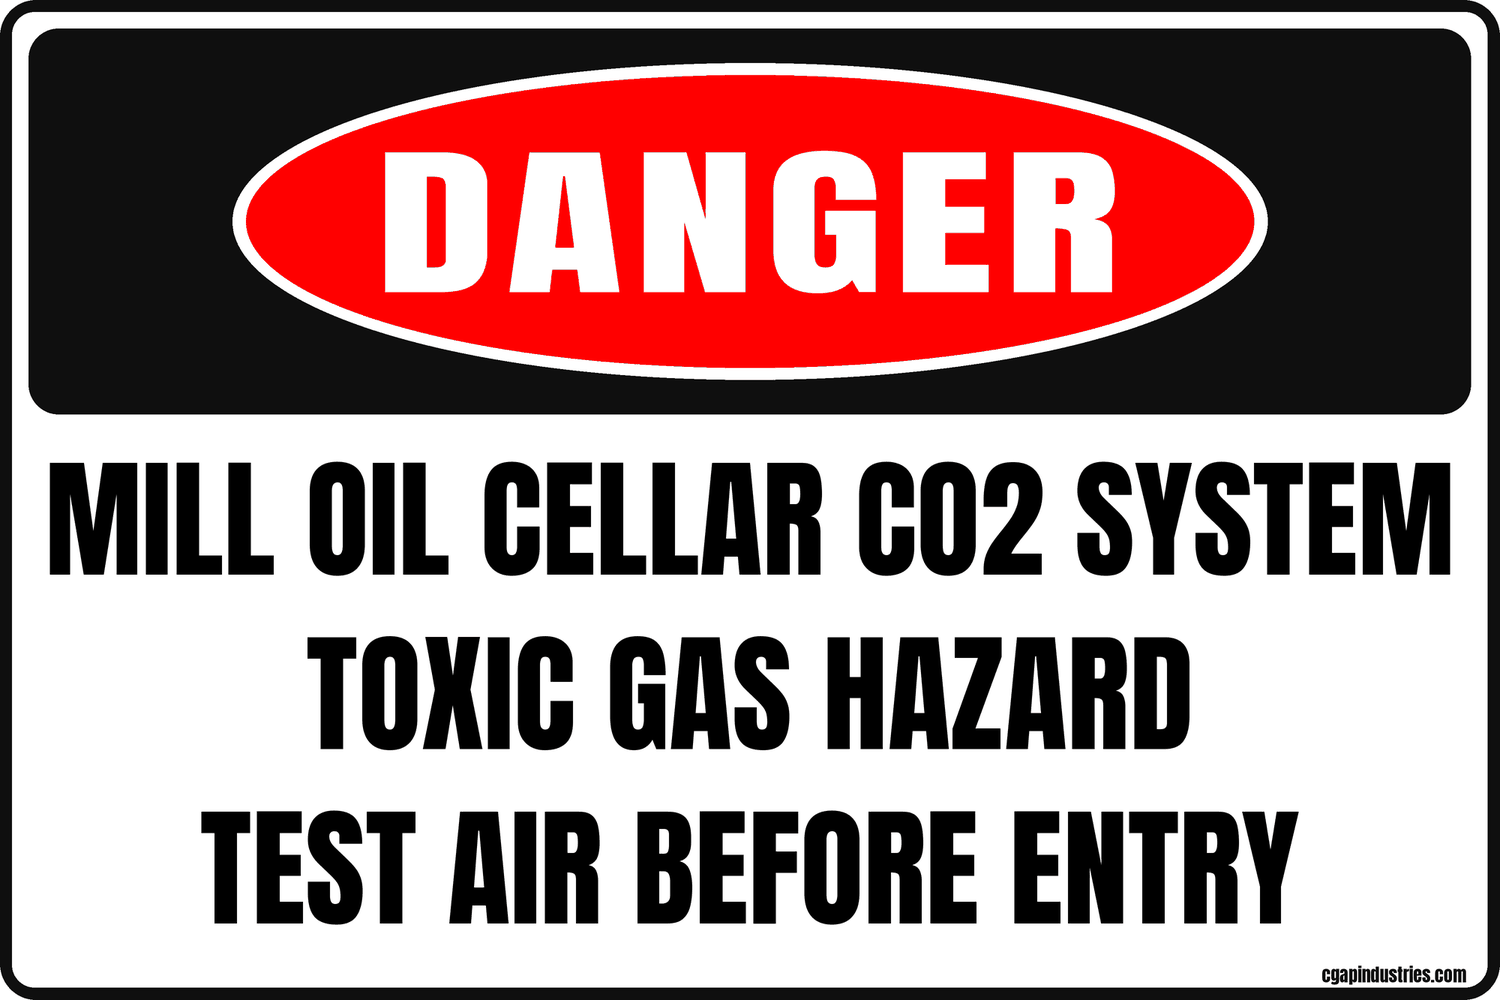 DANGER
MILL OIL CELLAR CO2 SYSTEM
TOXIC GAS HAZARD
TEST AIR BEFORE ENTRY
cgapindustries.com